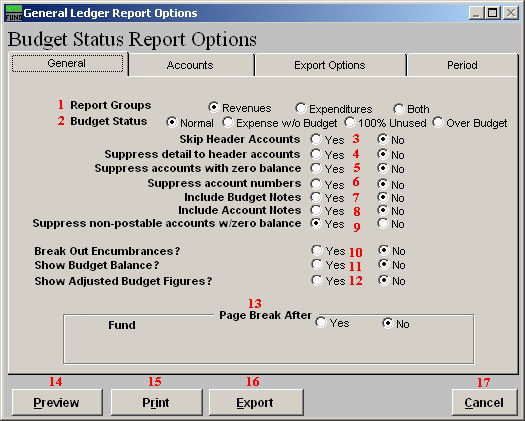 General Ledger Report Options
FUND
Budget Status Report Options
General Accounts Export Options Period
1 Report Groups Revenues Expenditures Both
2 Budget Status Normal Expense w/o Budget 100% Unused Over Budget
Skip Header Accounts Yes 3 No
Suppress detail to header accounts Yes 4 No
Suppress accounts with zero balance Yes 5 No
Suppress account numbers Yes 6 No
Include Budget Notes Yes 7 No
Include Account Notes Yes 8 No
Suppress non-postable accounts w/zero balance Yes 9 No
Break Out Encumbrances? Yes 10 No
Show Budget Balance? Yes 11 No
Show Adjusted Budget Figures? Yes 12 No
13
Page Break After
Fund Yes No
14 15 16 17
Preview Print Export Cancel